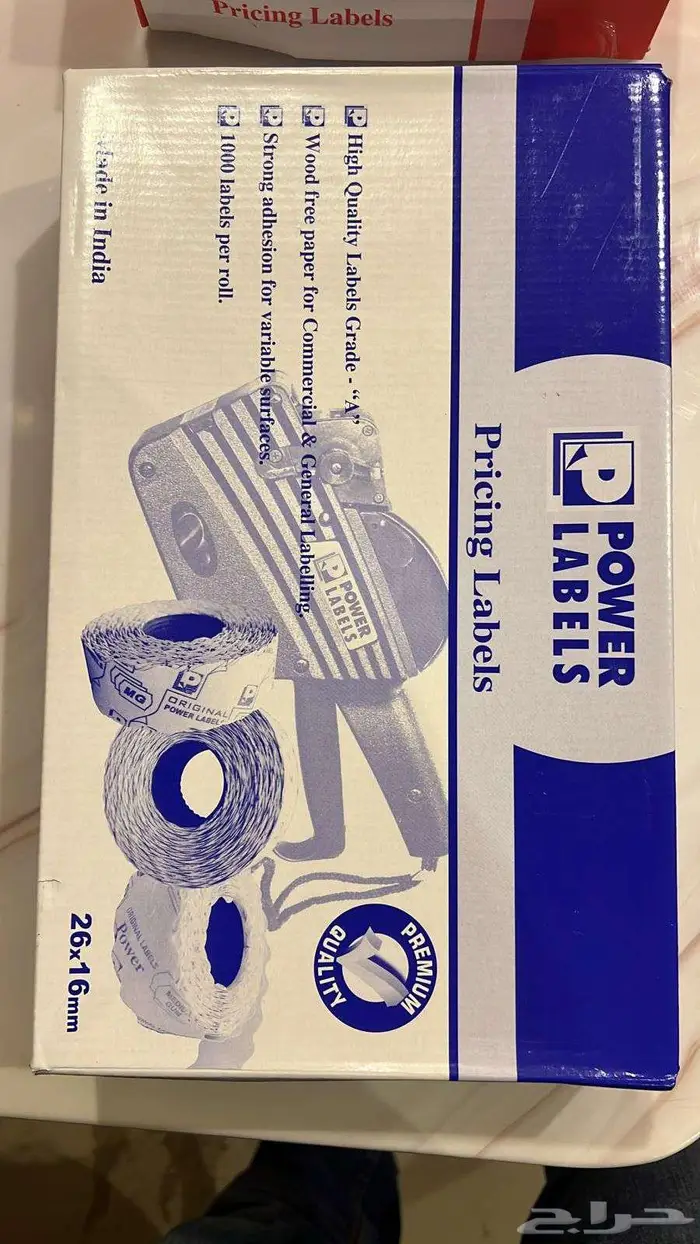 Pricing Labels
POWER
LABELS
Pricing Labels
High Quality Labels Grade - “A”
Wood free paper for Commercial & General Labelling.
Strong adhesion for variable surfaces.
1000 labels per roll.
Made in India
POWER
LABELS
MG
ORIGINAL
POWER LABELS
ORIGINAL LABELS
Power
PREMIUM
QUALITY
26x16mm
حراج